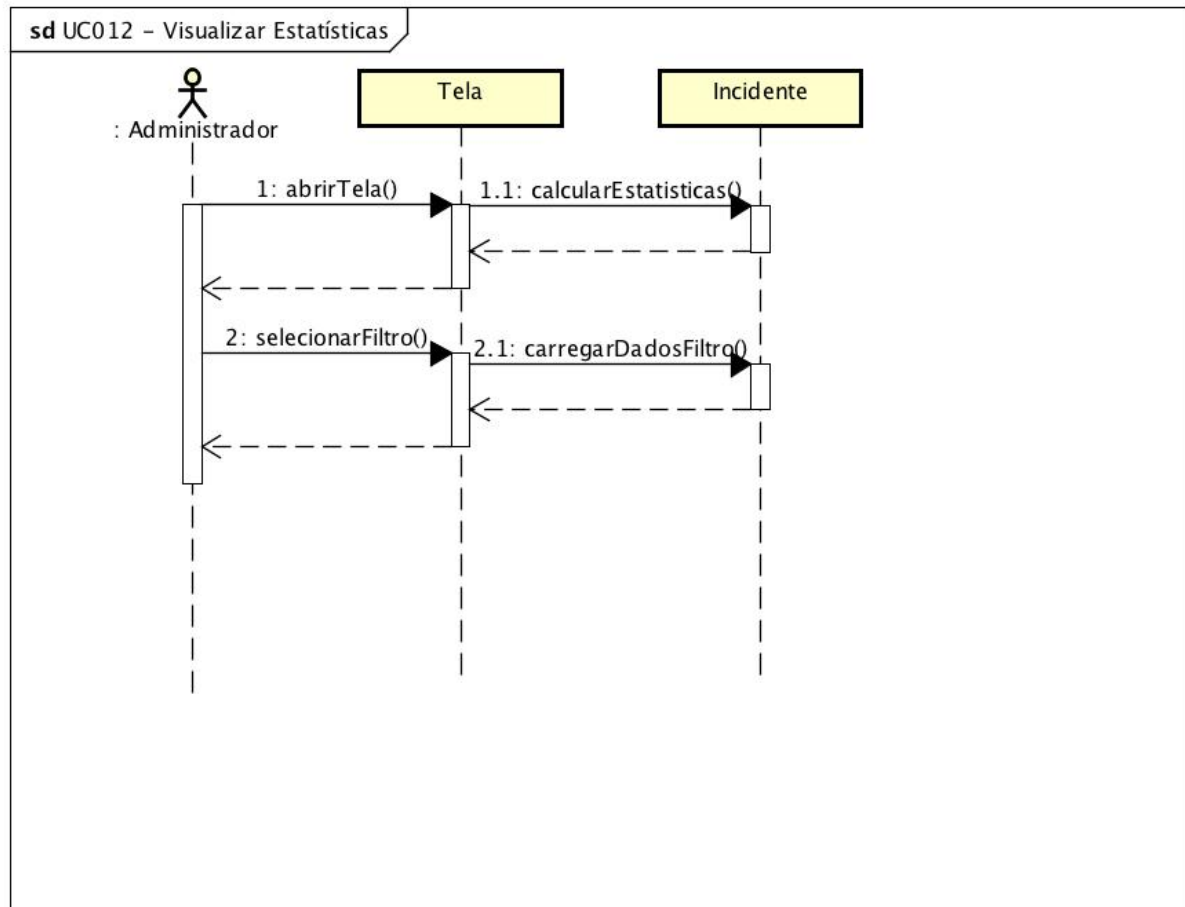 sd UC012 – Visualizar Estatísticas
: Administrador
Tela
Incidente
1: abrirTela()
1.1: calcularEstatisticas()
2: selecionarFiltro()
2.1: carregarDadosFiltro()